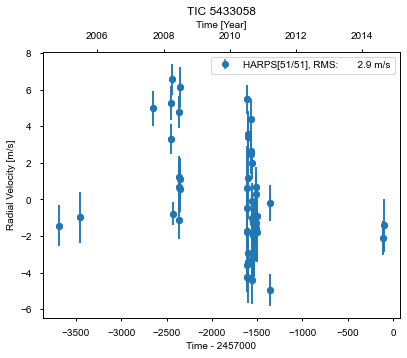 TIC 5433058
Time [Year]
2006 2008 2010 2012 2014
HARPS[51/51], RMS: 2.9 m/s
Radial Velocity [m/s]
8
6
4
2
0
−2
−4
−6
−3500 −3000 −2500 −2000 −1500 −1000 −500 0
Time - 2457000